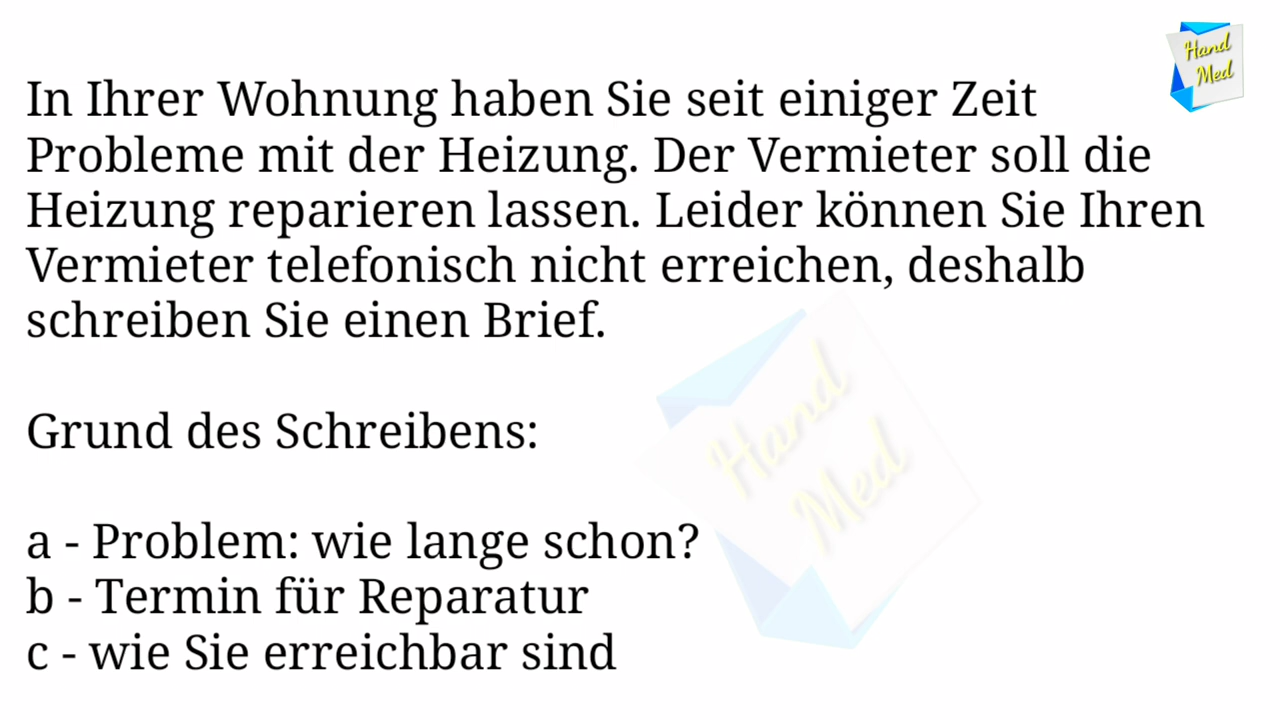 Hand
Med
In Ihrer Wohnung haben Sie seit einiger Zeit
Probleme mit der Heizung. Der Vermieter soll die
Heizung reparieren lassen. Leider können Sie Ihren
Vermieter telefonisch nicht erreichen, deshalb
schreiben Sie einen Brief.
Grund des Schreibens:
Hand
Med
a - Problem: wie lange schon?
b - Termin für Reparatur
c - wie Sie erreichbar sind